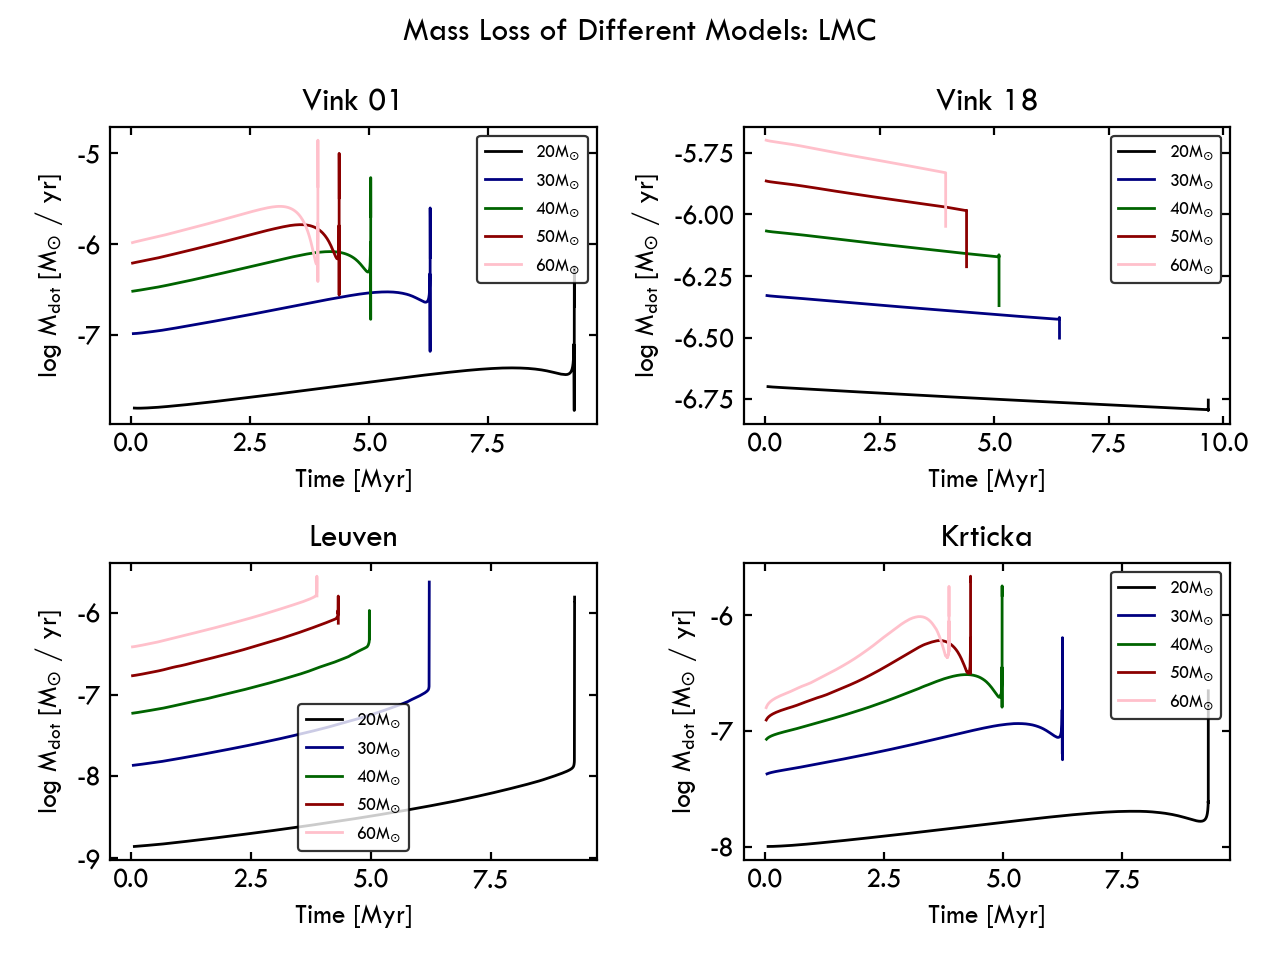 Mass Loss of Different Models: LMC
Vink 01
log M_dot [M⊙ / yr]
-5
-6
-7
0.0 2.5 5.0 7.5
Time [Myr]
20M⊙
30M⊙
40M⊙
50M⊙
60M⊙
Vink 18
log M_dot [M⊙ / yr]
-5.75
-6.00
-6.25
-6.50
-6.75
0.0 2.5 5.0 7.5 10.0
Time [Myr]
20M⊙
30M⊙
40M⊙
50M⊙
60M⊙
Leuven
log M_dot [M⊙ / yr]
-6
-7
-8
-9
0.0 2.5 5.0 7.5
Time [Myr]
20M⊙
30M⊙
40M⊙
50M⊙
60M⊙
Krticka
log M_dot [M⊙ / yr]
-6
-7
-8
0.0 2.5 5.0 7.5
Time [Myr]
20M⊙
30M⊙
40M⊙
50M⊙
60M⊙